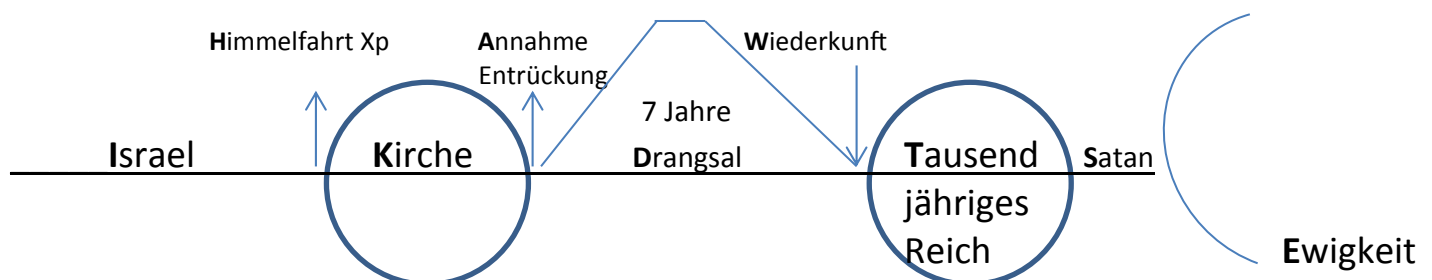 Himmelfahrt Xp
Annahme
Entrückung
Wiederkunft
7 Jahre
Israel
Kirche
Drangsal
Tausend
jähriges
Reich
Satan
Ewigkeit